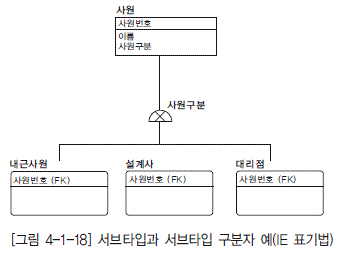 사원
사원번호
이름
사원구분
사원구분
내근사원
사원번호 (FK)
설계사
사원번호 (FK)
대리점
사원번호 (FK)
[그림 4-1-18] 서브타입과 서브타입 구분자 예(IE 표기법)